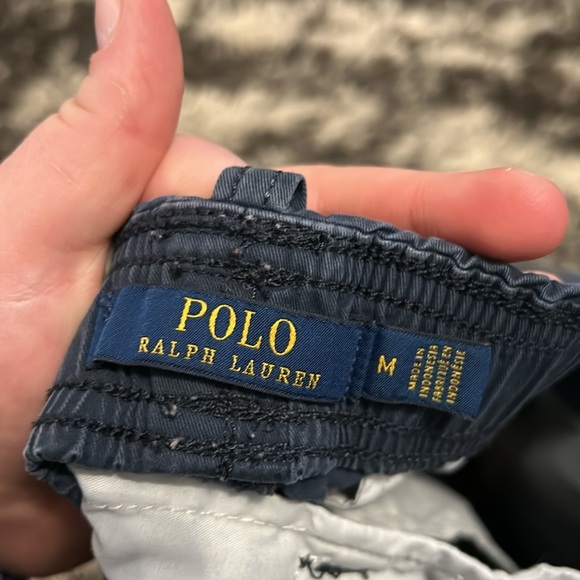 POLO
RALPH LAUREN
M
MADE IN
INDONESIA
FABRIQUÉ EN
INDONÉSIE